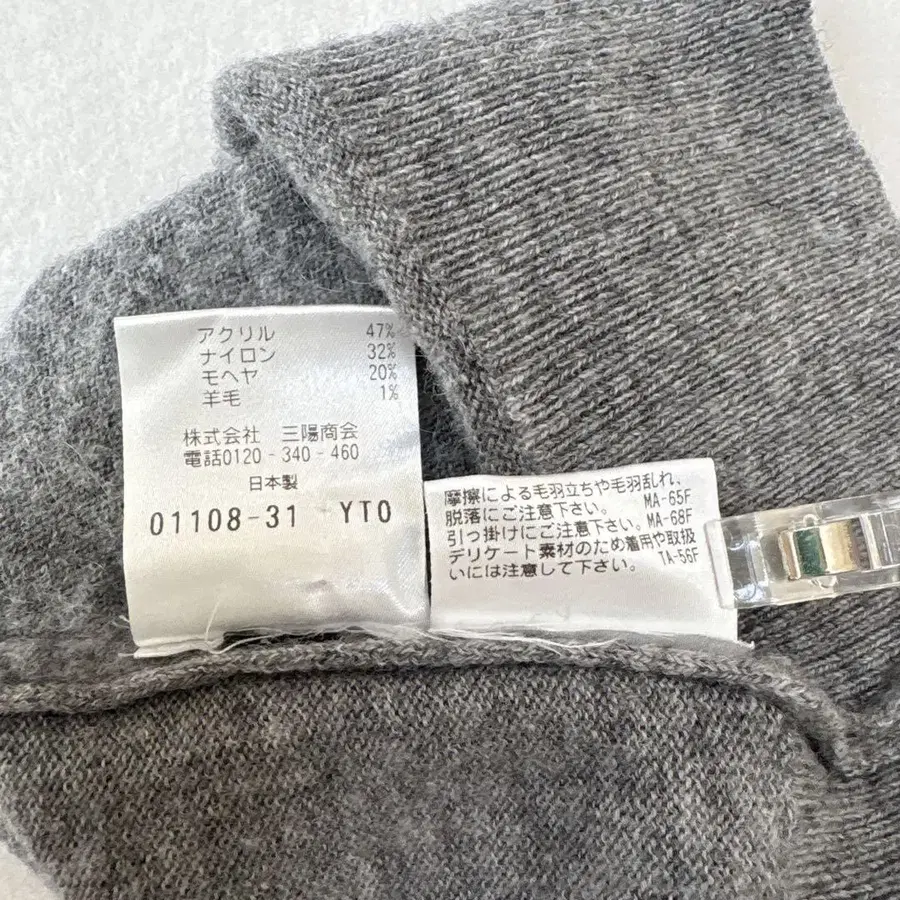 アクリル 47%
ナイロン 32%
モヘヤ 20%
羊毛 1%
株式会社 三陽商会
電話0120-340-460
日本製
01108-31 YTO
摩擦による毛羽立ちや毛羽乱れ、
脱落にご注意下さい。 MA-65F
引っ掛けにご注意下さい。MA-68F
デリケート素材のため着用や取扱
いには注意して下さい。 TA-56F